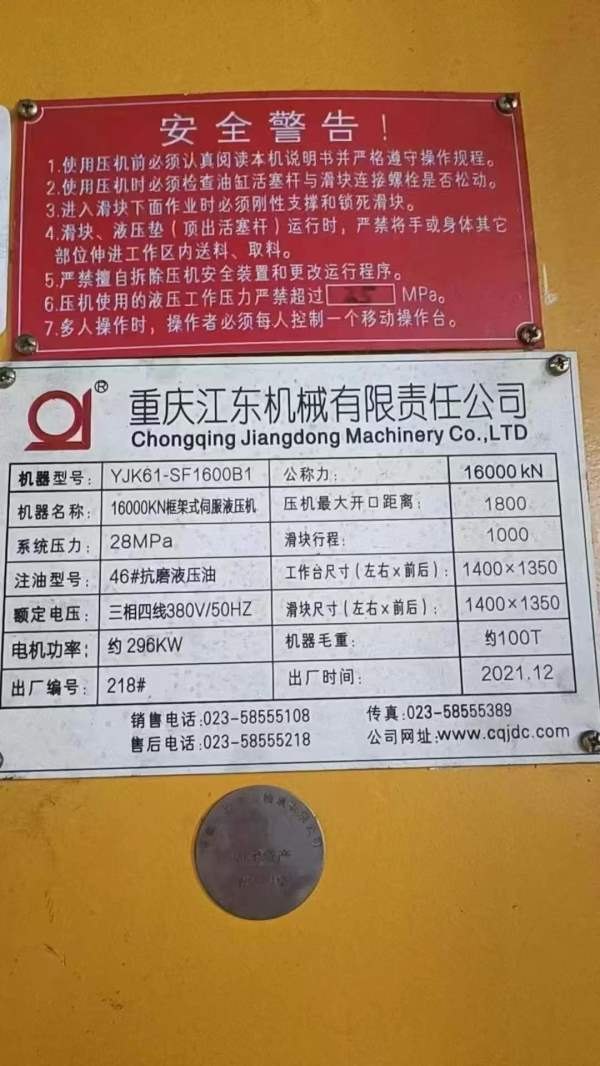 安全警告！
1.使用压机前必须认真阅读本机说明书并严格遵守操作规程。
2.使用压机时必须检查油缸活塞杆与滑块连接螺栓是否松动。
3.进入滑块下面作业时必须刚性支撑和锁死滑块。
4.滑块、液压垫（顶出活塞杆）运行时，严禁将手或身体其它
部位伸进工作区内送料、取料。
5.严禁擅自拆除压机安全装置和更改运行程序。
6.压机使用的液压工作压力严禁超过 MPa。
7.多人操作时，操作者必须每人控制一个移动操作台。
® 重庆江东机械有限责任公司
Chongqing Jiangdong Machinery Co.,LTD
机器型号： YJK61-SF1600B1 公称力： 16000kN
机器名称： 16000KN框架式伺服液压机 压机最大开口距离： 1800
系统压力： 28MPa 滑块行程： 1000
注油型号： 46#抗磨液压油 工作台尺寸（左右×前后）： 1400×1350
额定电压： 三相四线380V/50HZ 滑块尺寸（左右×前后）： 1400×1350
电机功率： 约296KW 机器毛重： 约100T
出厂编号： 218# 出厂时间： 2021.12
销售电话:023-58555108 传真:023-58555389
售后电话:023-58555218 公司网址:www.cqjdc.com